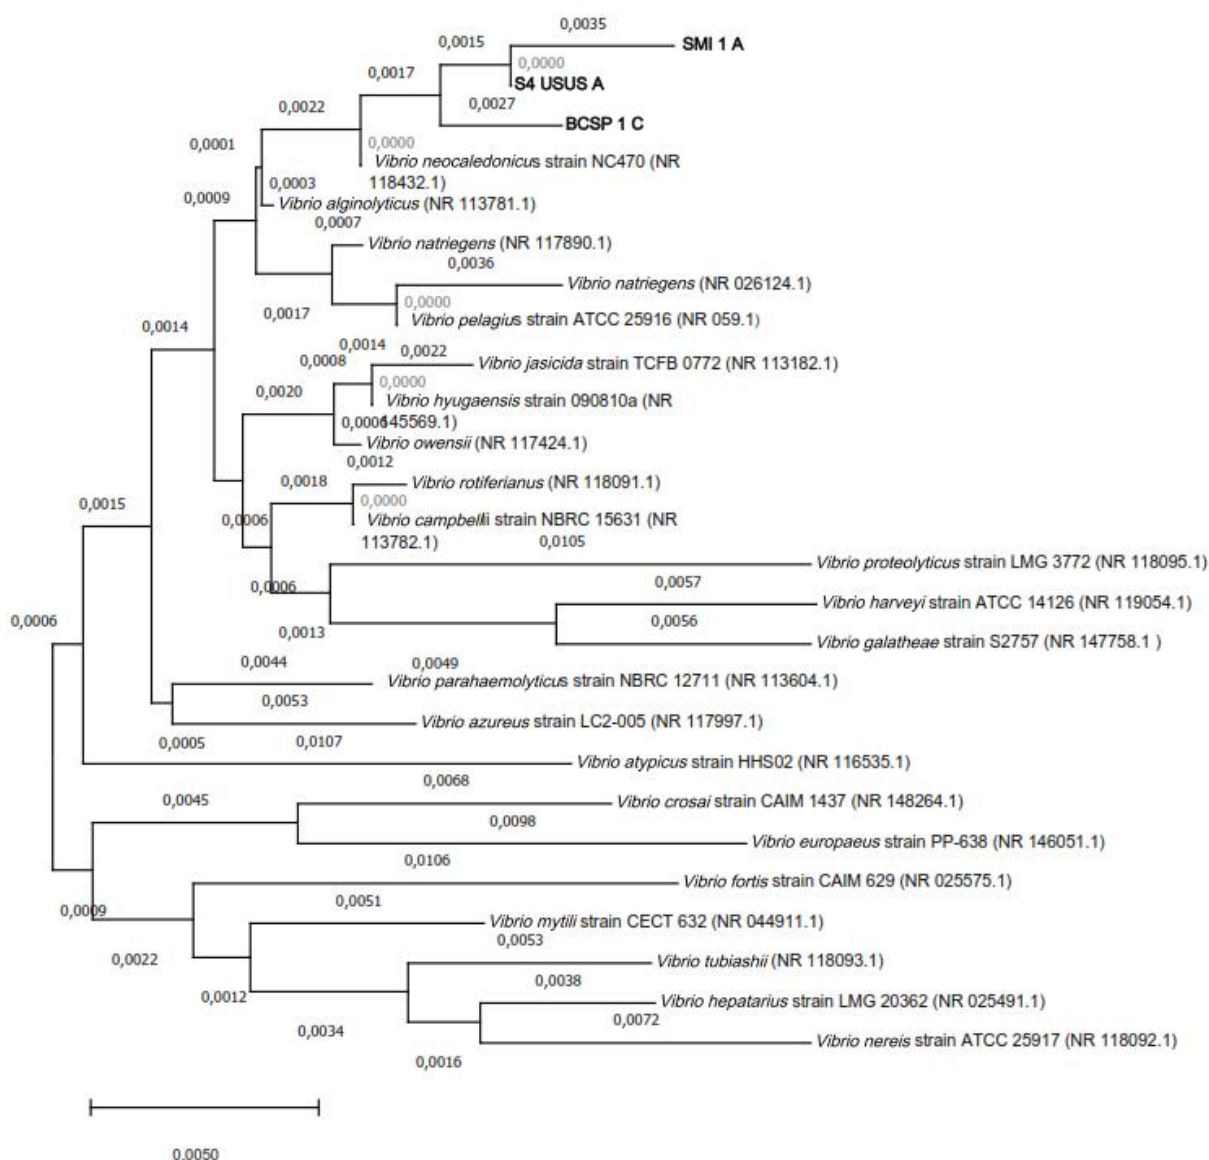 0,0035
0,0015
SMI 1 A
0,0000
0,0017
S4 USUS A
0,0027
0,0022
BCSP 1 C
0,0001
0,0000
Vibrio neocaledonicus strain NC470 (NR
118432.1)
0,0003
0,0009
Vibrio alginolyticus (NR 113781.1)
0,0007
Vibrio natriegens (NR 117890.1)
0,0036
Vibrio natriegens (NR 026124.1)
0,0000
0,0017
Vibrio pelagius strain ATCC 25916 (NR 059.1)
0,0014
0,0014
0,0022
0,0008
Vibrio jasicida strain TCFB 0772 (NR 113182.1)
0,0000
0,0020
Vibrio hyugaensis strain 090810a (NR
0,0006
145569.1)
Vibrio owensii (NR 117424.1)
0,0012
0,0018
Vibrio rotiferianus (NR 118091.1)
0,0015
0,0000
0,0006
Vibrio campbellii strain NBRC 15631 (NR
113782.1)
0,0105
Vibrio proteolyticus strain LMG 3772 (NR 118095.1)
0,0057
0,0006
Vibrio harveyi strain ATCC 14126 (NR 119054.1)
0,0006
0,0056
0,0013
Vibrio galatheae strain S2757 (NR 147758.1 )
0,0044
0,0049
Vibrio parahaemolyticus strain NBRC 12711 (NR 113604.1)
0,0053
Vibrio azureus strain LC2-005 (NR 117997.1)
0,0005
0,0107
Vibrio atypicus strain HHS02 (NR 116535.1)
0,0068
0,0045
Vibrio crosai strain CAIM 1437 (NR 148264.1)
0,0098
Vibrio europaeus strain PP-638 (NR 146051.1)
0,0106
Vibrio fortis strain CAIM 629 (NR 025575.1)
0,0051
0,0009
Vibrio mytili strain CECT 632 (NR 044911.1)
0,0053
0,0022
Vibrio tubiashii (NR 118093.1)
0,0038
0,0012
Vibrio hepatarius strain LMG 20362 (NR 025491.1)
0,0072
0,0034
Vibrio nereis strain ATCC 25917 (NR 118092.1)
0,0016
0.0050